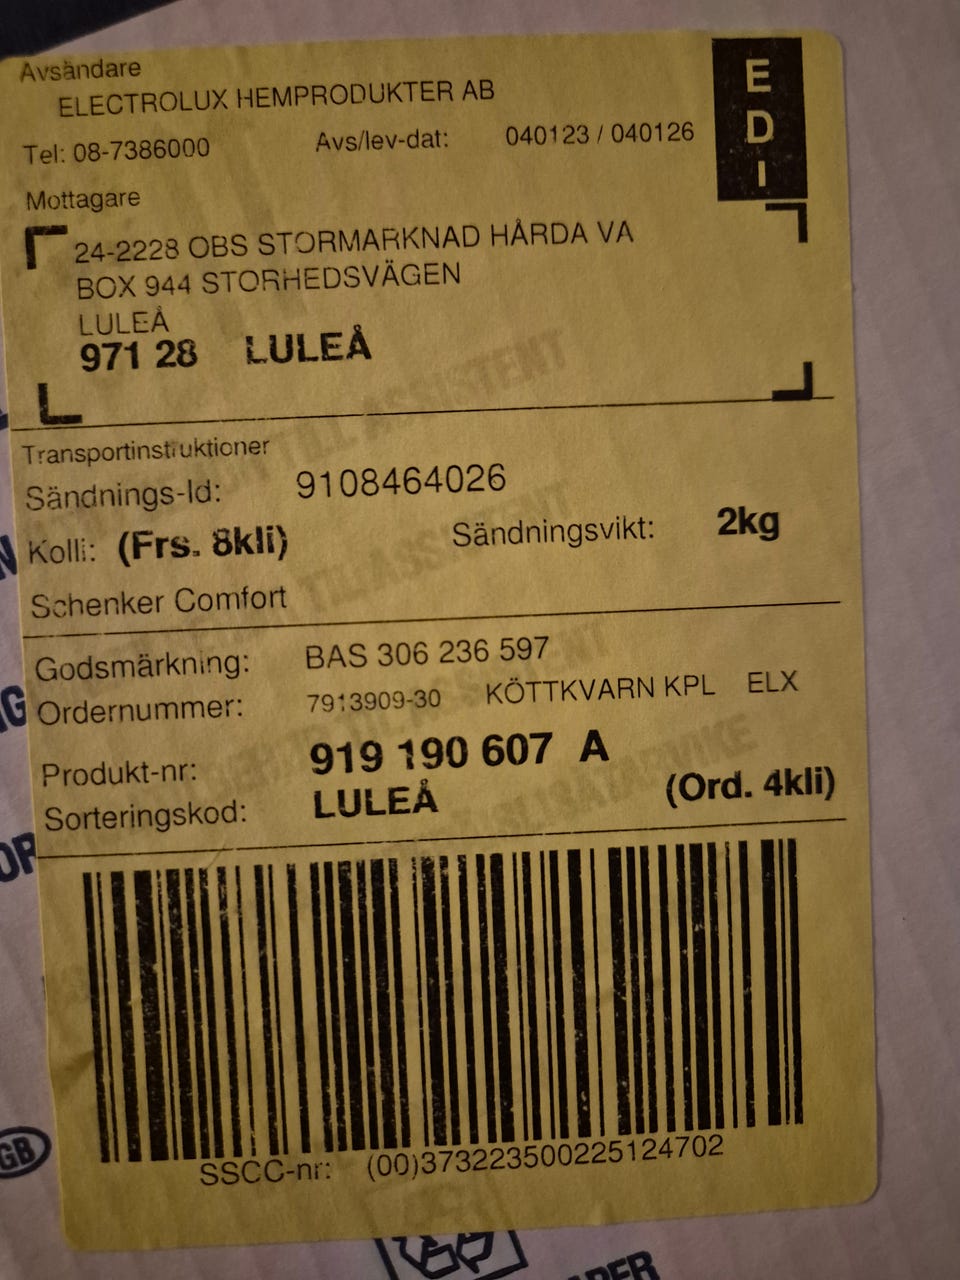 Avsändare
ELECTROLUX HEMPRODUKTER AB
Tel: 08-7386000 Avs/lev-dat: 040123 / 040126
EDI
Mottagare
24-2228 OBS STORMARKNAD HÅRDA VA
BOX 944 STORHEDSVÄGEN
LULEÅ
971 28 LULEÅ
Transportinstruktioner
Sändnings-Id: 9108464026
Kolli: (Frs. 8kli) Sändningsvikt: 2kg
Schenker Comfort
Godsmärkning: BAS 306 236 597
Ordernummer: 7913909-30 KÖTTKVARN KPL ELX
Produkt-nr: 919 190 607 A
Sorteringskod: LULEÅ (Ord. 4kli)
SSCC-nr: (00)373223500225124702
GB